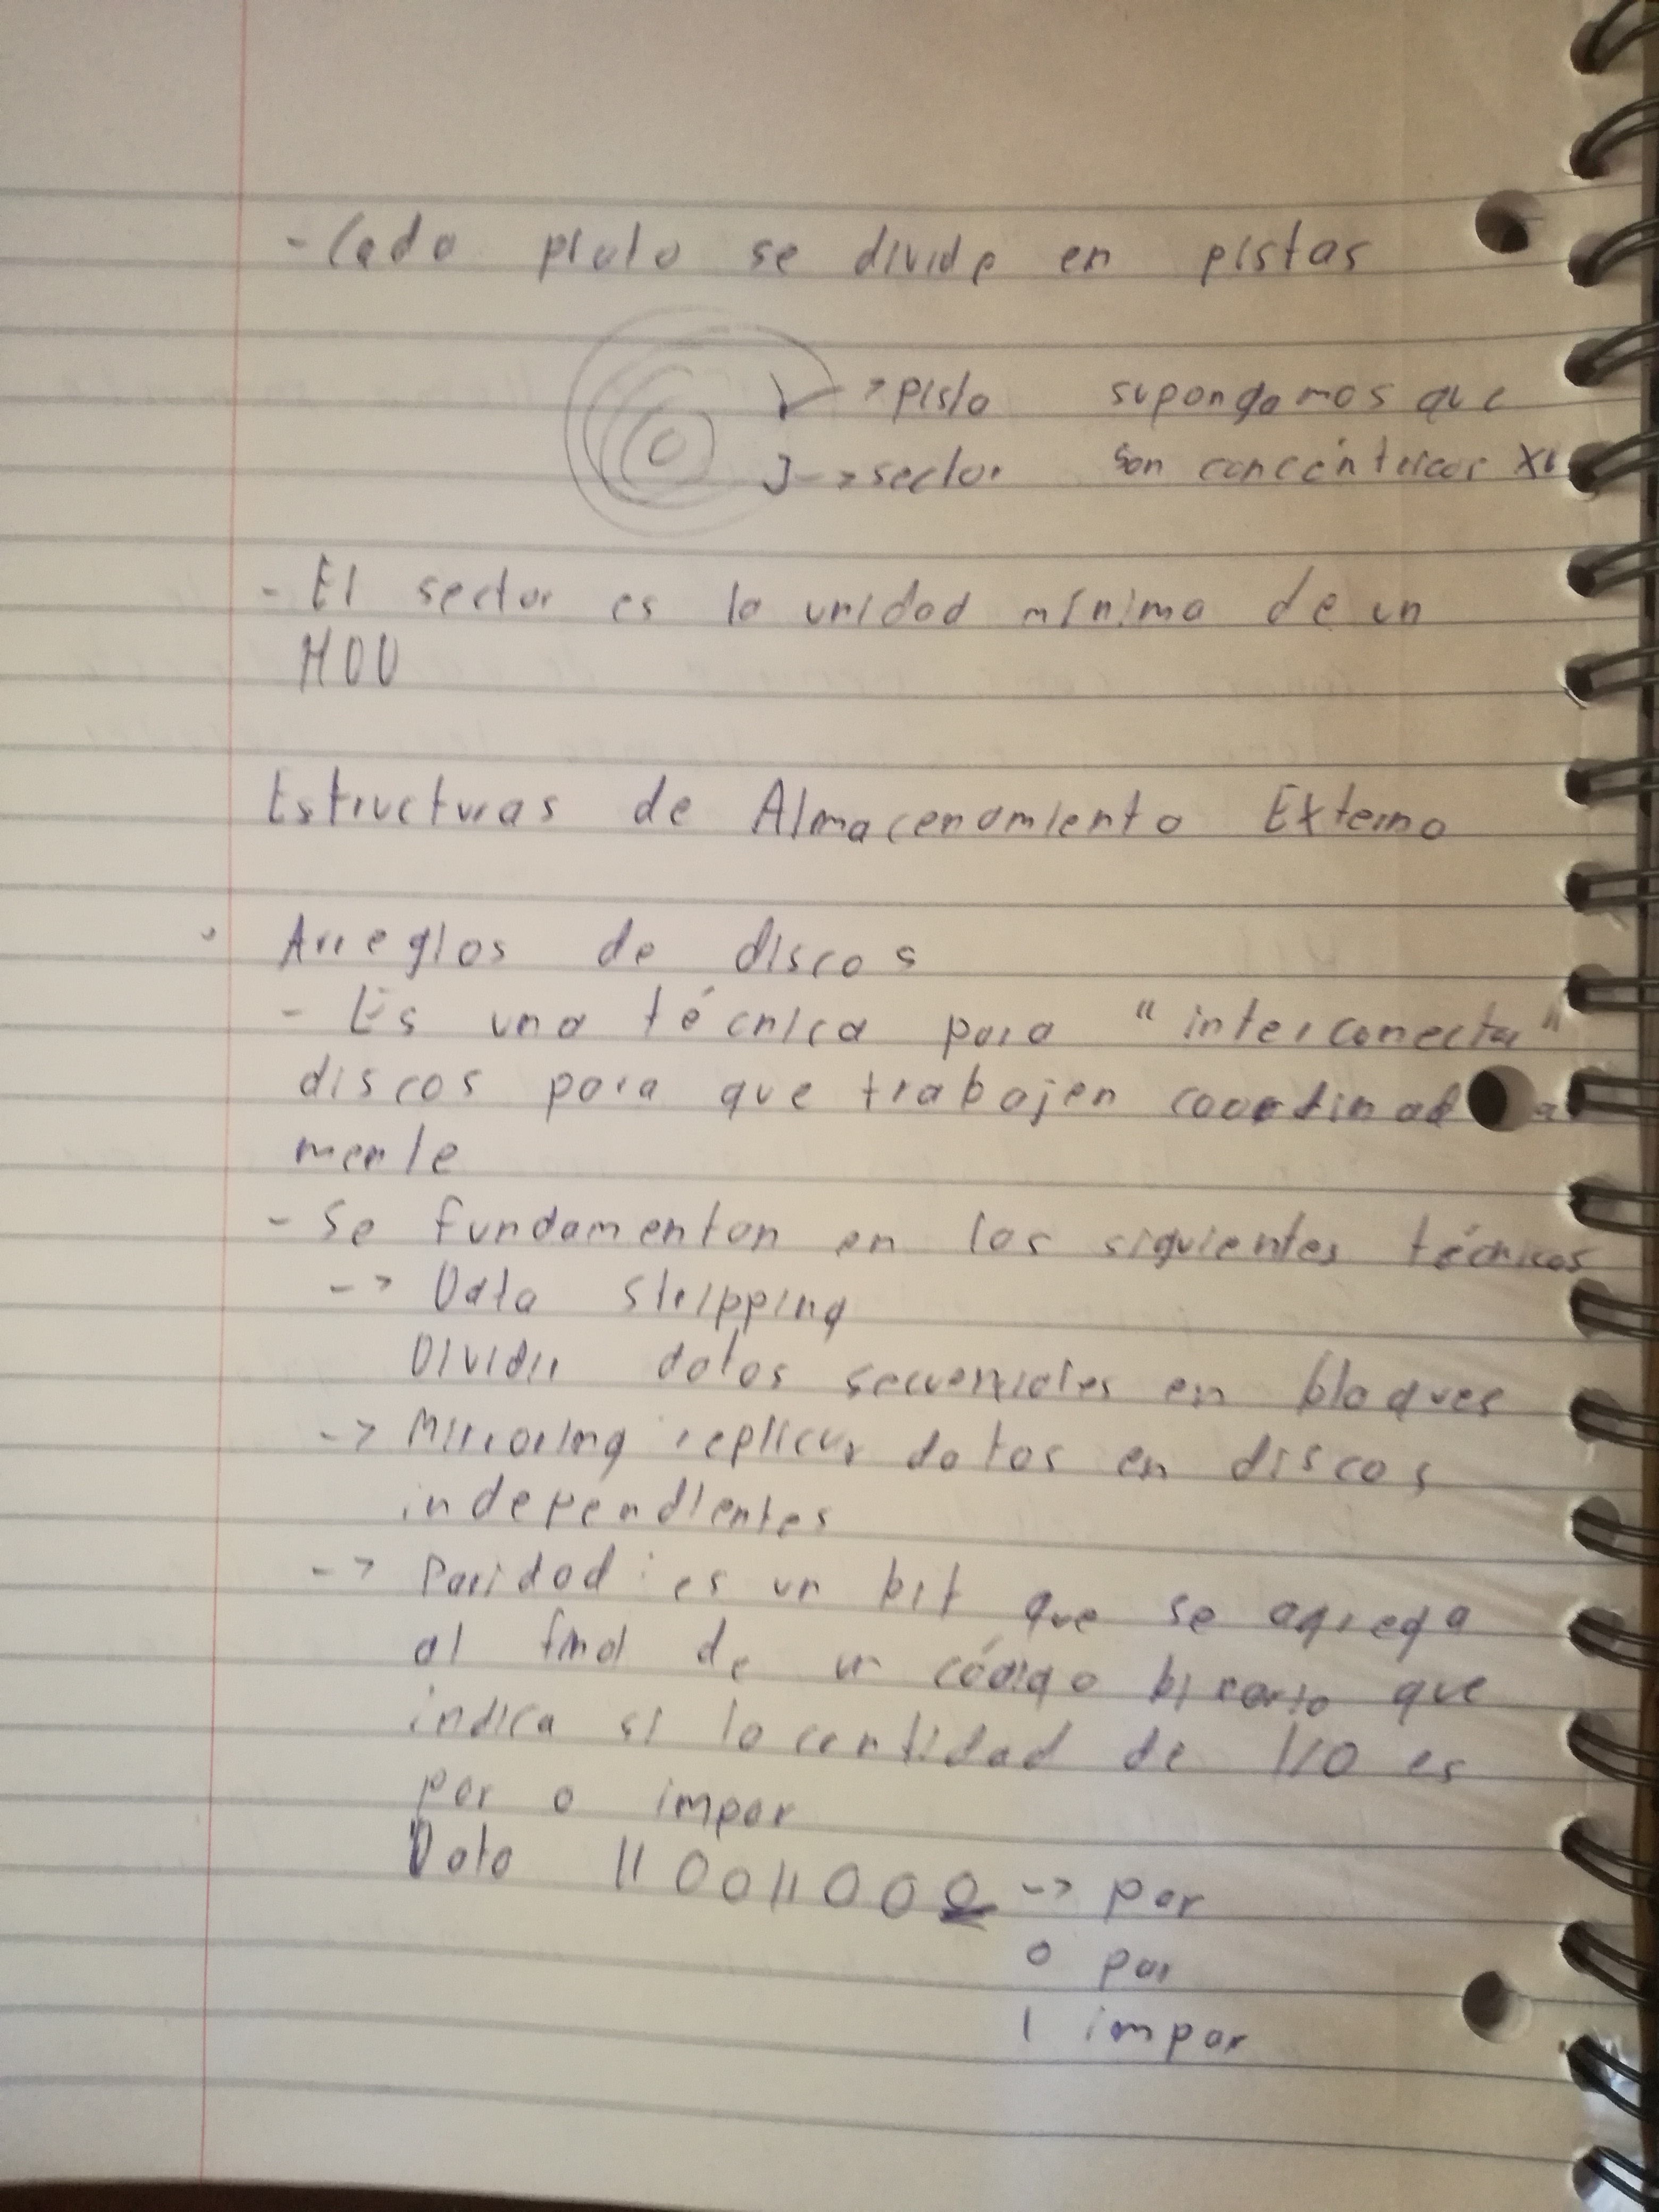 - Cada plato se divide en pistas
-> pista supongamos que
-> sector son concéntricos XD
- El sector es la unidad mínima de un
HDD
Estructuras de Almacenamiento Externo
• Arreglos de discos
- Es una técnica para "interconectar"
discos para que trabajen coordinada
mente
- Se fundamentan en las siguientes técnicas
-> Data Stripping
Dividir datos secuenciales en bloques
-> Mirroring replicar datos en discos
independientes
-> Paridad: es un bit que se agrega
al final de un código binario que
indica si la cantidad de 1/0 es
par o impar
Dato 110011000 -> par
0 par
1 impar